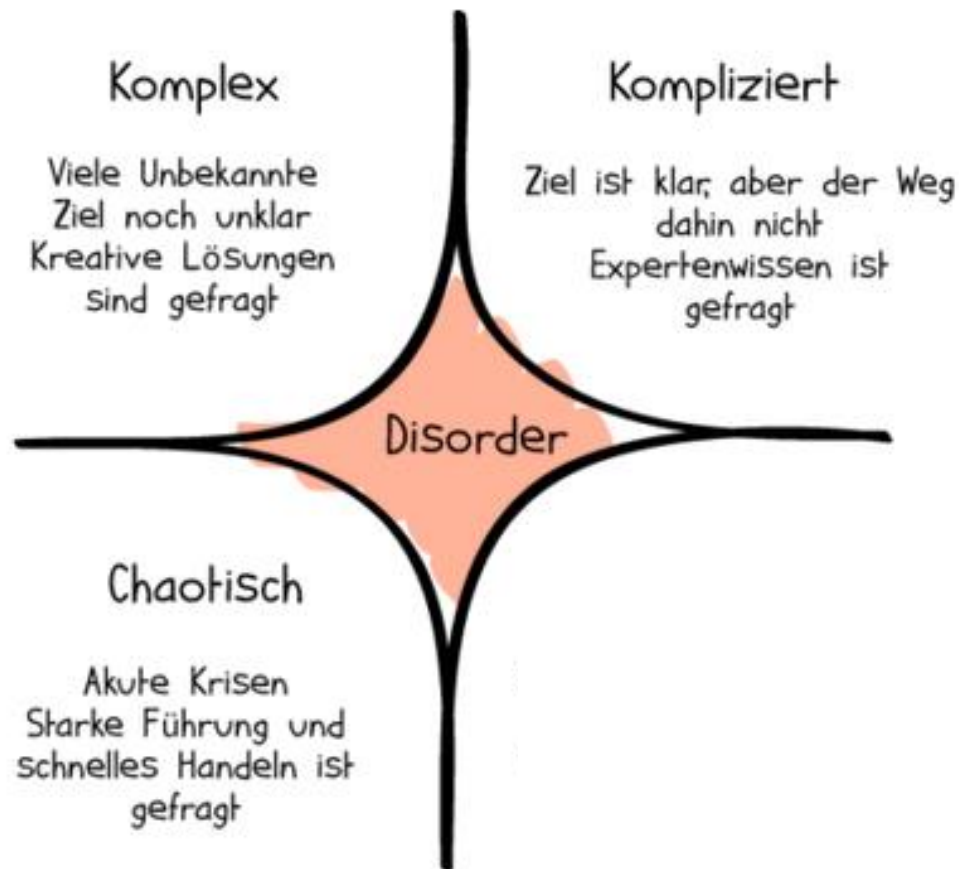 Komplex
Viele Unbekannte
Ziel noch unklar
Kreative Lösungen
sind gefragt
Kompliziert
Ziel ist klar, aber der Weg
dahin nicht
Expertenwissen ist
gefragt
Disorder
Chaotisch
Akute Krisen
Starke Führung und
schnelles Handeln ist
gefragt